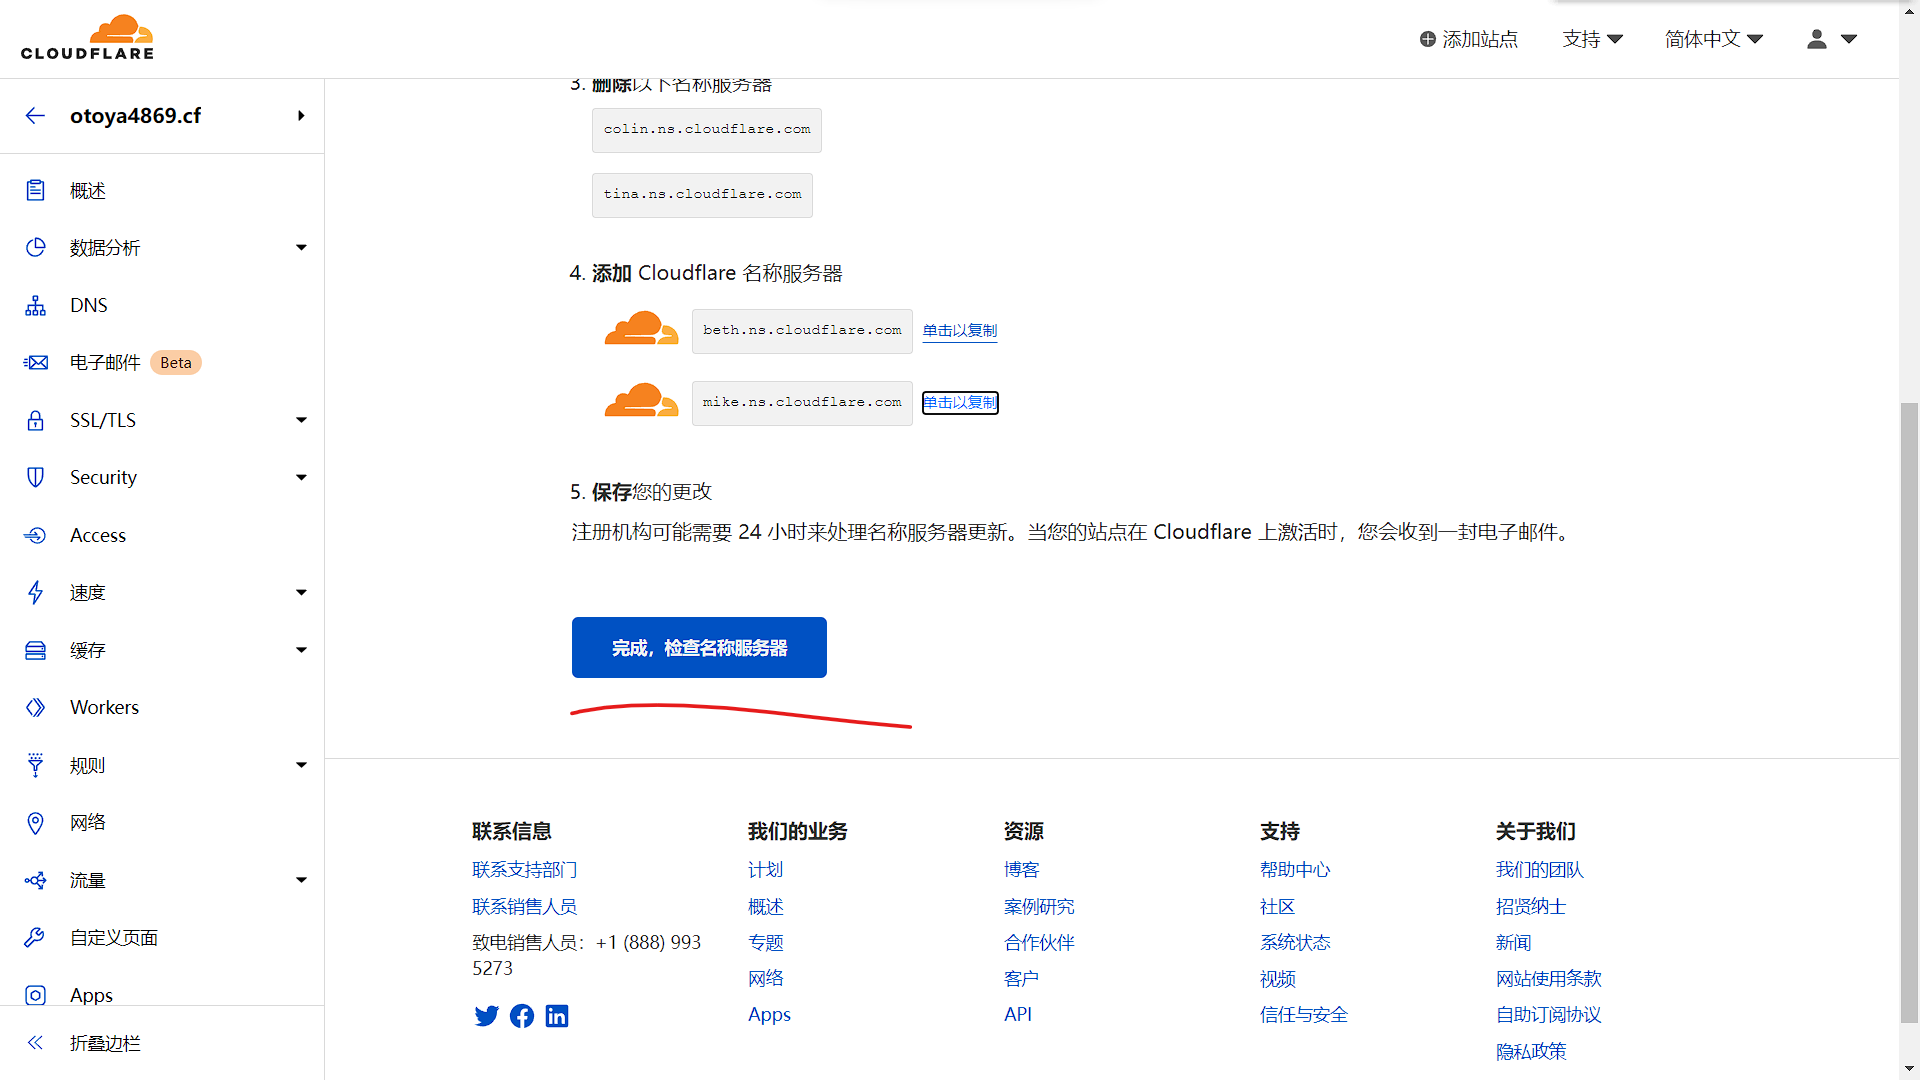 CLOUDFLARE
添加站点
支持
简体中文
otoya4869.cf
概述
数据分析
DNS
电子邮件 Beta
SSL/TLS
Security
Access
速度
缓存
Workers
规则
网络
流量
自定义页面
Apps
折叠边栏
3. 删除以下名称服务器
colin.ns.cloudflare.com
tina.ns.cloudflare.com
4. 添加 Cloudflare 名称服务器
beth.ns.cloudflare.com 单击以复制
mike.ns.cloudflare.com 单击以复制
5. 保存您的更改
注册机构可能需要 24 小时来处理名称服务器更新。当您的站点在 Cloudflare 上激活时，您会收到一封电子邮件。
完成，检查名称服务器
联系信息
联系支持部门
联系销售人员
致电销售人员：+1 (888) 993
5273
我们的业务
计划
概述
专题
网络
Apps
资源
博客
案例研究
合作伙伴
客户
API
支持
帮助中心
社区
系统状态
视频
信任与安全
关于我们
我们的团队
招贤纳士
新闻
网站使用条款
自助订阅协议
隐私政策